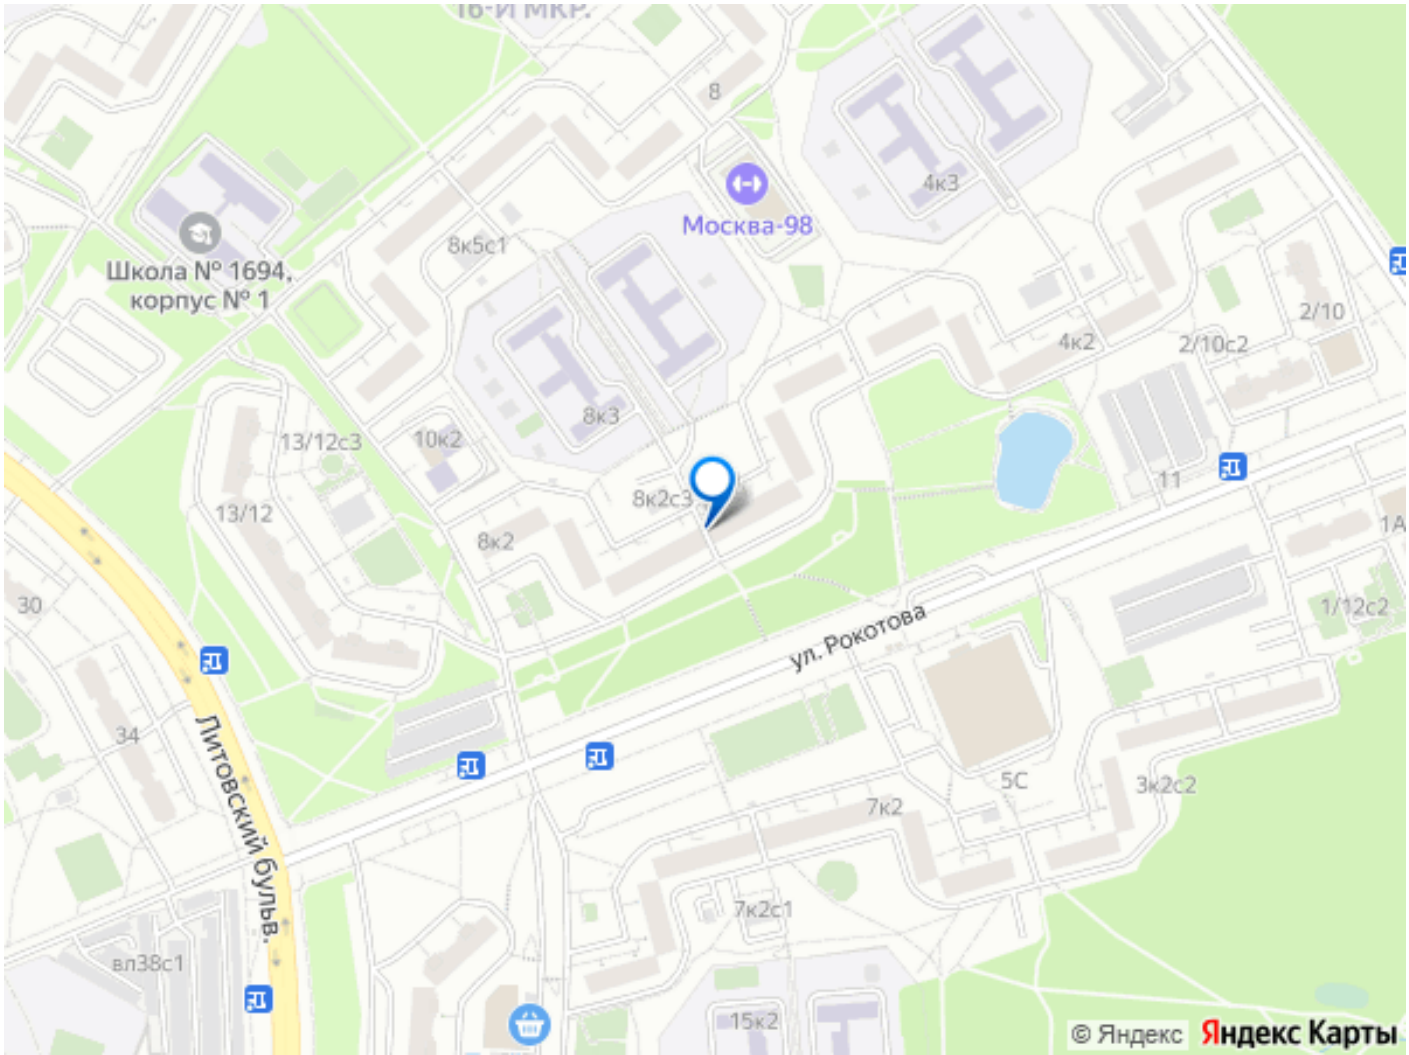 16-Й МКР.
8
4к3
Москва-98
8к5с1
Школа № 1694,
корпус № 1
2/10
4к2
2/10с2
8к3
13/12с3
10к2
11
8к2с3
13/12
8к2
1А
30
1/12с2
ул. Рокотова
34
Литовский бульв.
5С
3к2с2
7к2
7к2с1
вл38с1
15к2
© Яндекс
Яндекс Карты